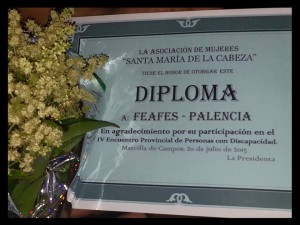 LA ASOCIACIÓN DE MUJERES
"SANTA MARÍA DE LA CABEZA"
TIENE EL HONOR DE OTORGAR ESTE
DIPLOMA
A: FEAFES - PALENCIA
En agradecimiento por su participación en el
IV Encuentro Provincial de Personas con Discapacidad.
Marcilla de Campos, 20 de julio de 2015
La Presidenta